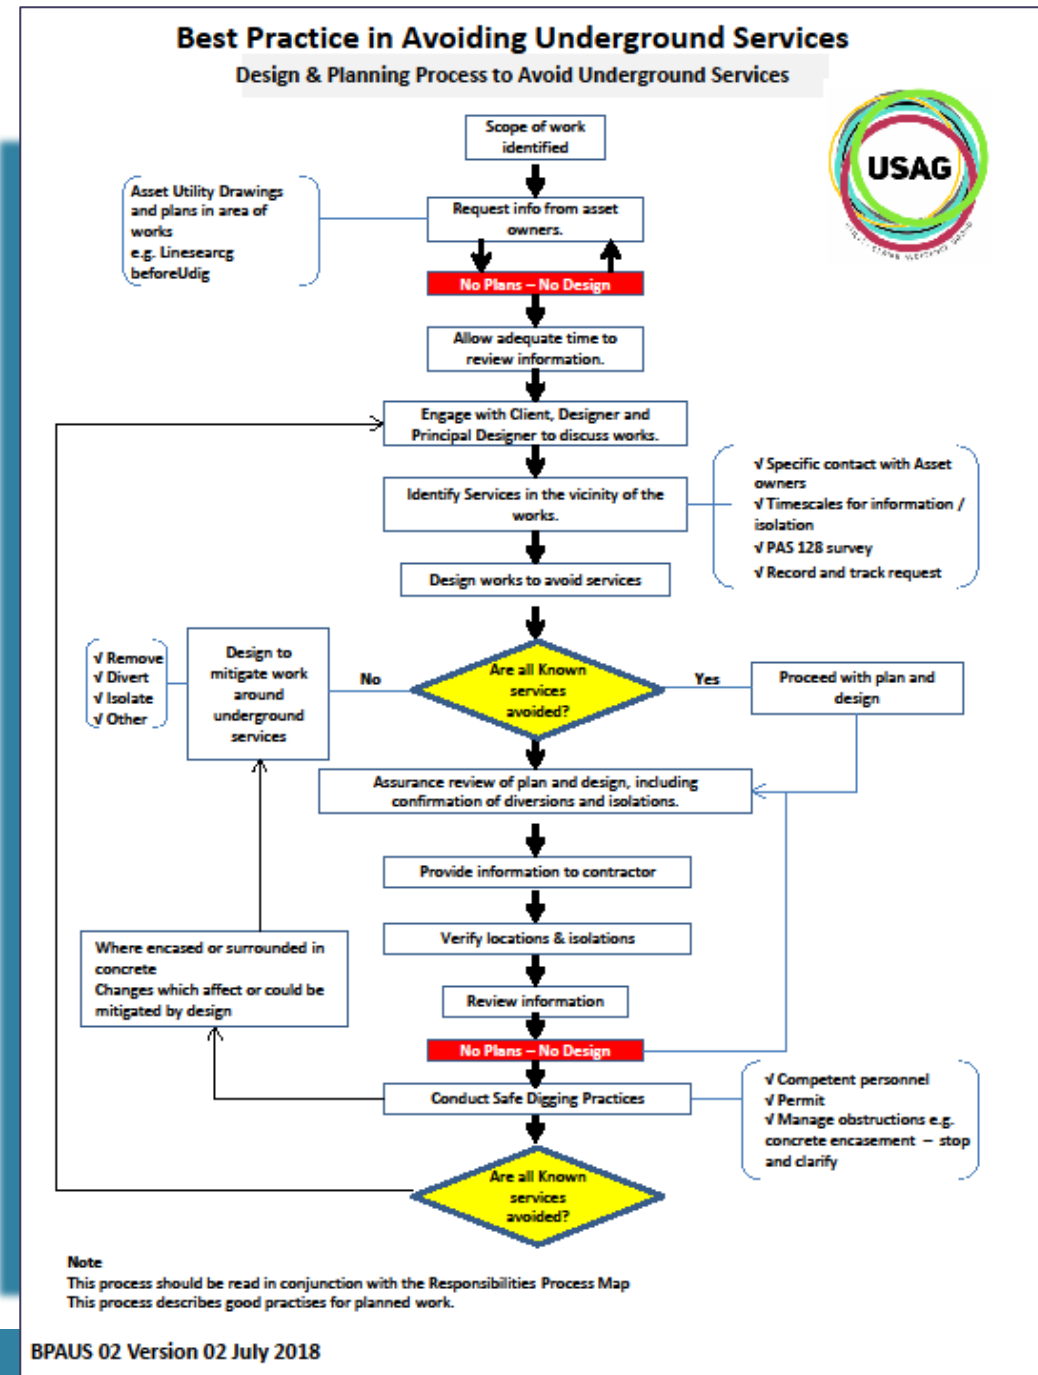 Best Practice in Avoiding Underground Services
Design & Planning Process to Avoid Underground Services
USAG
Scope of work
identified
Asset Utility Drawings
and plans in area of
works
e.g. Linesearcg
beforeUdig
Request info from asset
owners.
No Plans – No Design
Allow adequate time to
review information.
Engage with Client, Designer and
Principal Designer to discuss works.
Identify Services in the vicinity of the
works.
√ Specific contact with Asset
owners
√ Timescales for information /
isolation
√ PAS 128 survey
√ Record and track request
Design works to avoid services
√ Remove
√ Divert
√ Isolate
√ Other
Design to
mitigate work
around
underground
services
No
Are all Known
services
avoided?
Yes
Proceed with plan and
design
Assurance review of plan and design, including
confirmation of diversions and isolations.
Provide information to contractor
Verify locations & isolations
Where encased or surrounded in
concrete
Changes which affect or could be
mitigated by design
Review information
No Plans – No Design
Conduct Safe Digging Practices
√ Competent personnel
√ Permit
√ Manage obstructions e.g.
concrete encasement – stop
and clarify
Are all Known
services
avoided?
Note
This process should be read in conjunction with the Responsibilities Process Map
This process describes good practises for planned work.
BPAUS 02 Version 02 July 2018